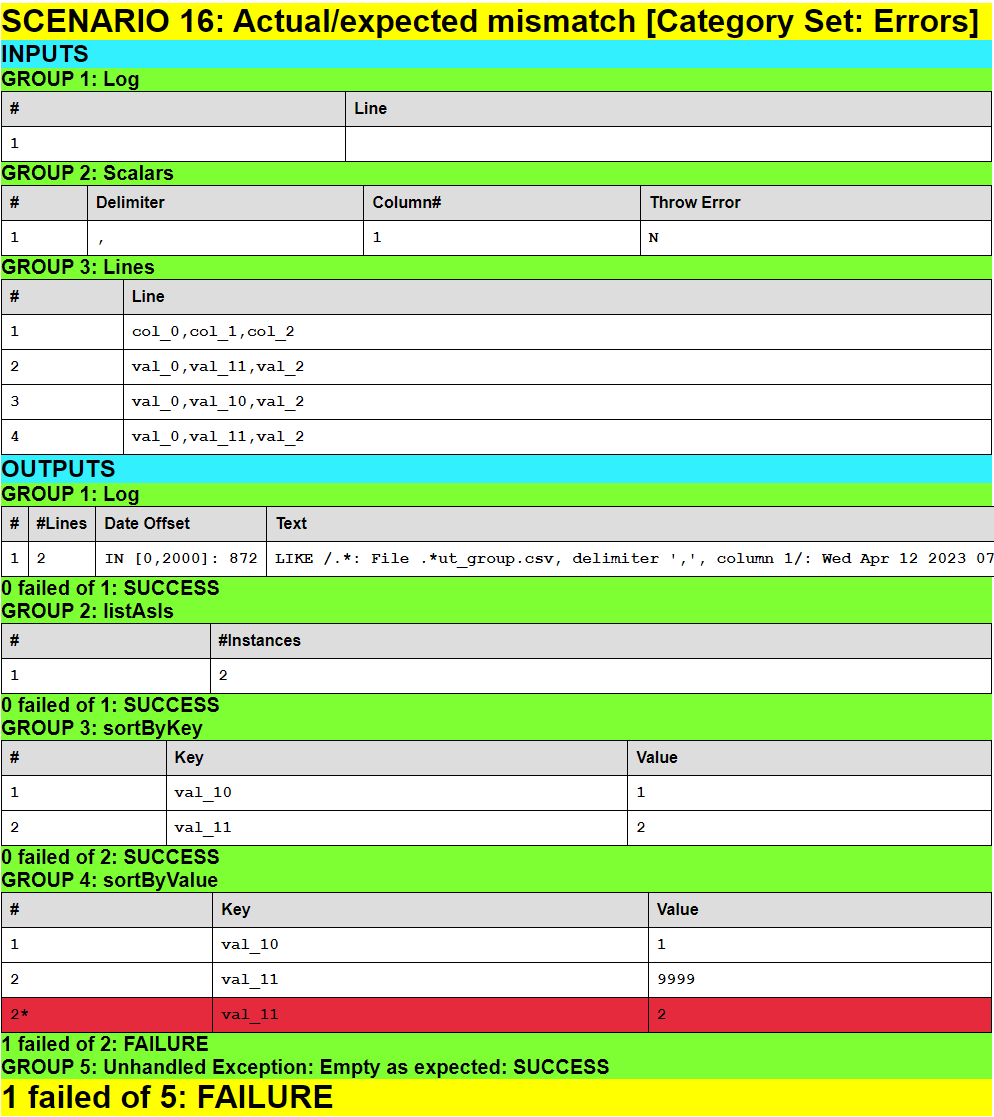 SCENARIO 16: Actual/expected mismatch [Category Set: Errors]
INPUTS
GROUP 1: Log
# Line
1
GROUP 2: Scalars
# Delimiter Column# Throw Error
1 , 1 N
GROUP 3: Lines
# Line
1 col_0,col_1,col_2
2 val_0,val_11,val_2
3 val_0,val_10,val_2
4 val_0,val_11,val_2
OUTPUTS
GROUP 1: Log
# #Lines Date Offset Text
1 2 IN [0,2000]: 872 LIKE /.*: File .*ut_group.csv, delimiter ',', column 1/: Wed Apr 12 2023 07
0 failed of 1: SUCCESS
GROUP 2: listAsIs
# #Instances
1 2
0 failed of 1: SUCCESS
GROUP 3: sortByKey
# Key Value
1 val_10 1
2 val_11 2
0 failed of 2: SUCCESS
GROUP 4: sortByValue
# Key Value
1 val_10 1
2 val_11 9999
2* val_11 2
1 failed of 2: FAILURE
GROUP 5: Unhandled Exception: Empty as expected: SUCCESS
1 failed of 5: FAILURE